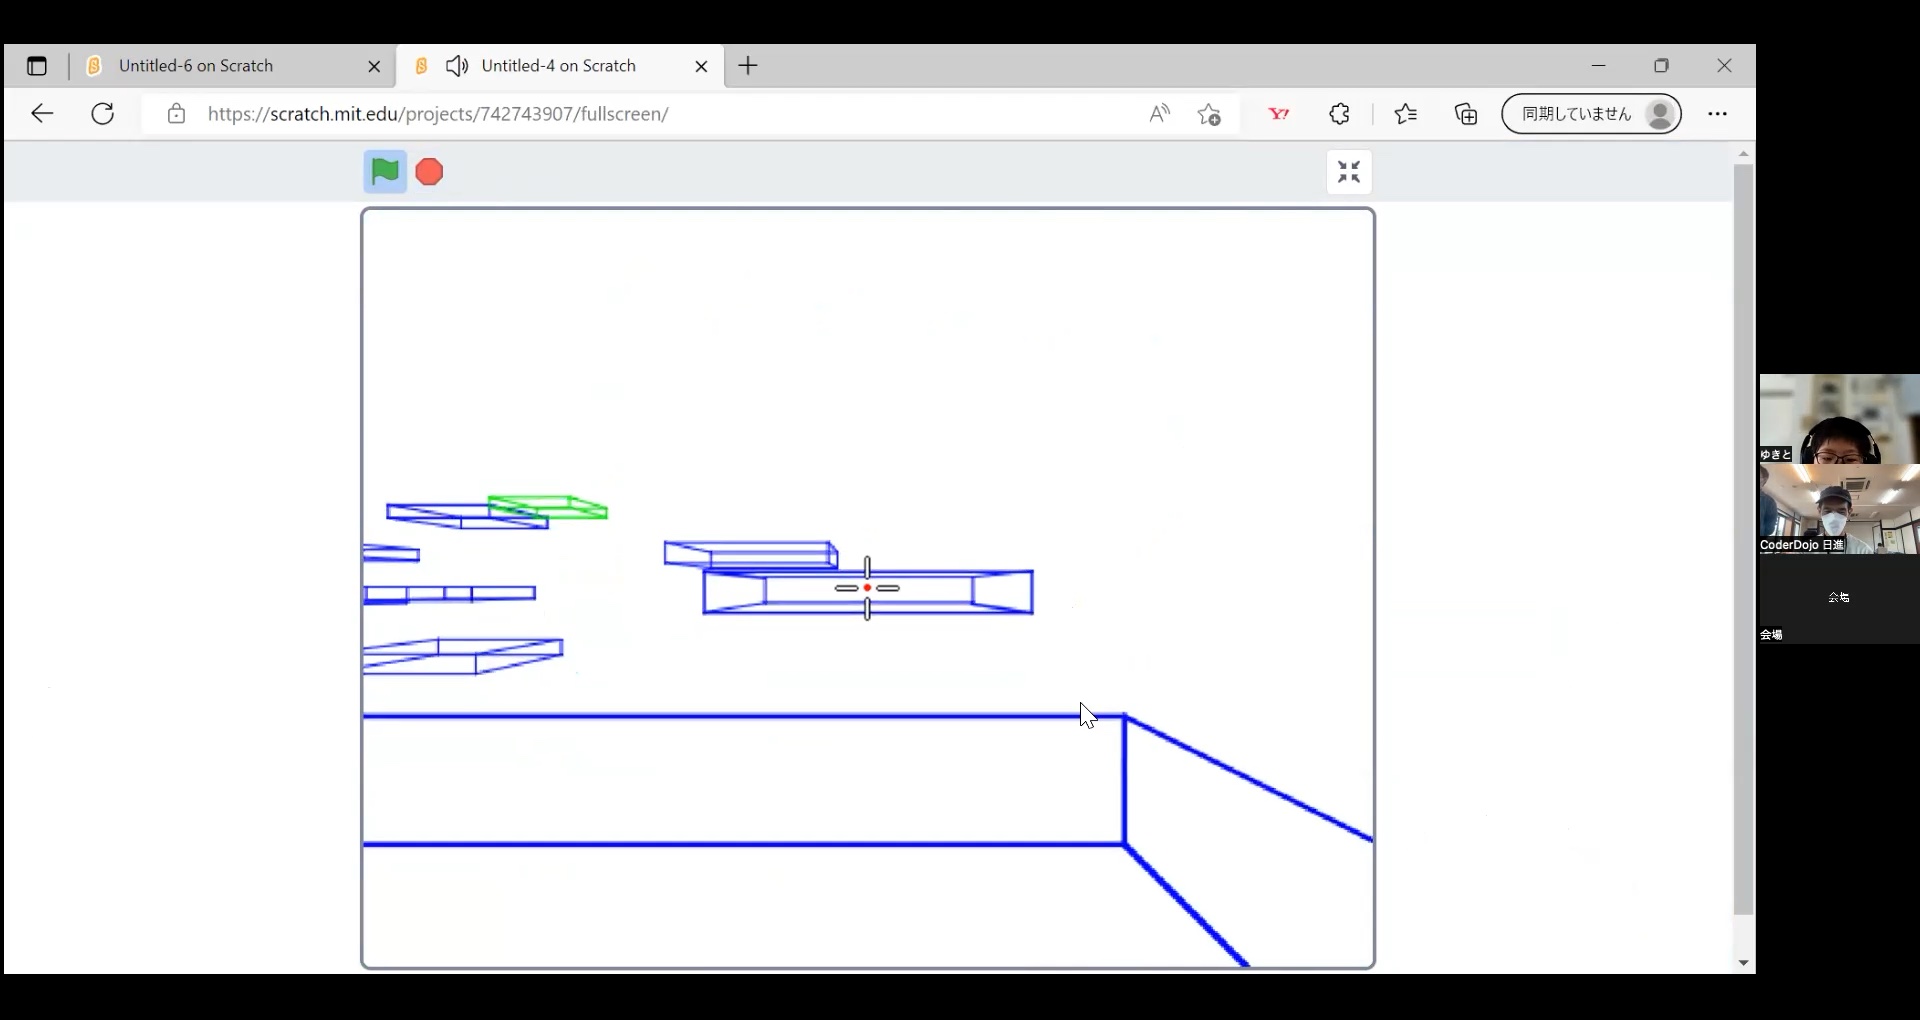 Untitled-6 on Scratch
Untitled-4 on Scratch
https://scratch.mit.edu/projects/742743907/fullscreen/
A
Y!
同期していません
ゆきと
CoderDojo 日進
会場
会場